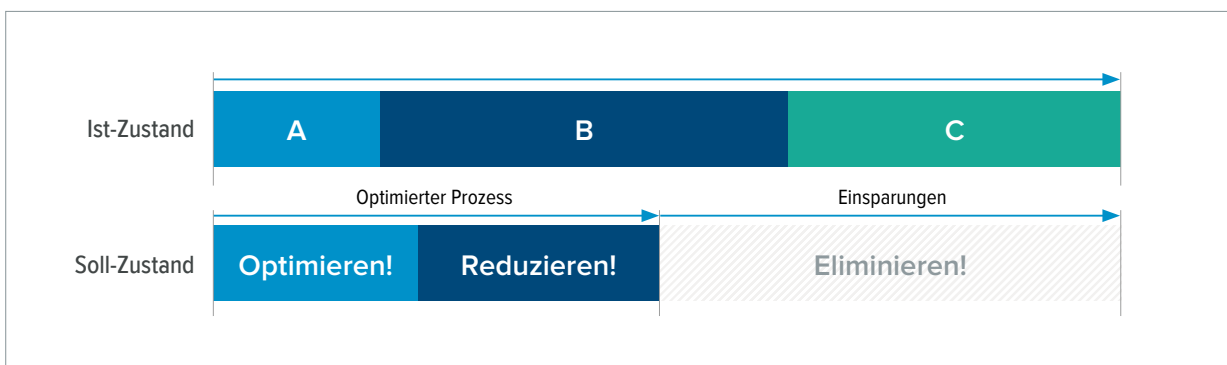 Ist-Zustand A B C
Optimierter Prozess Einsparungen
Soll-Zustand Optimieren! Reduzieren! Eliminieren!